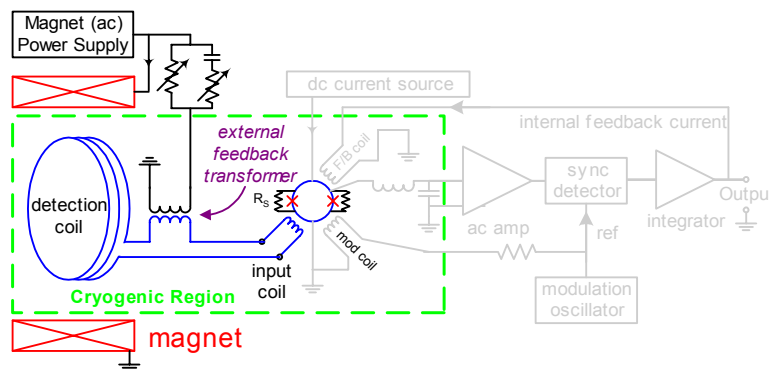 Magnet (ac)
Power Supply
dc current source
internal feedback current
F/B coil
external
feedback
transformer
detection
coil
RS
sync
detector
integrator
Outpu
ac amp
ref
mod coil
input
coil
Cryogenic Region
modulation
oscillator
magnet